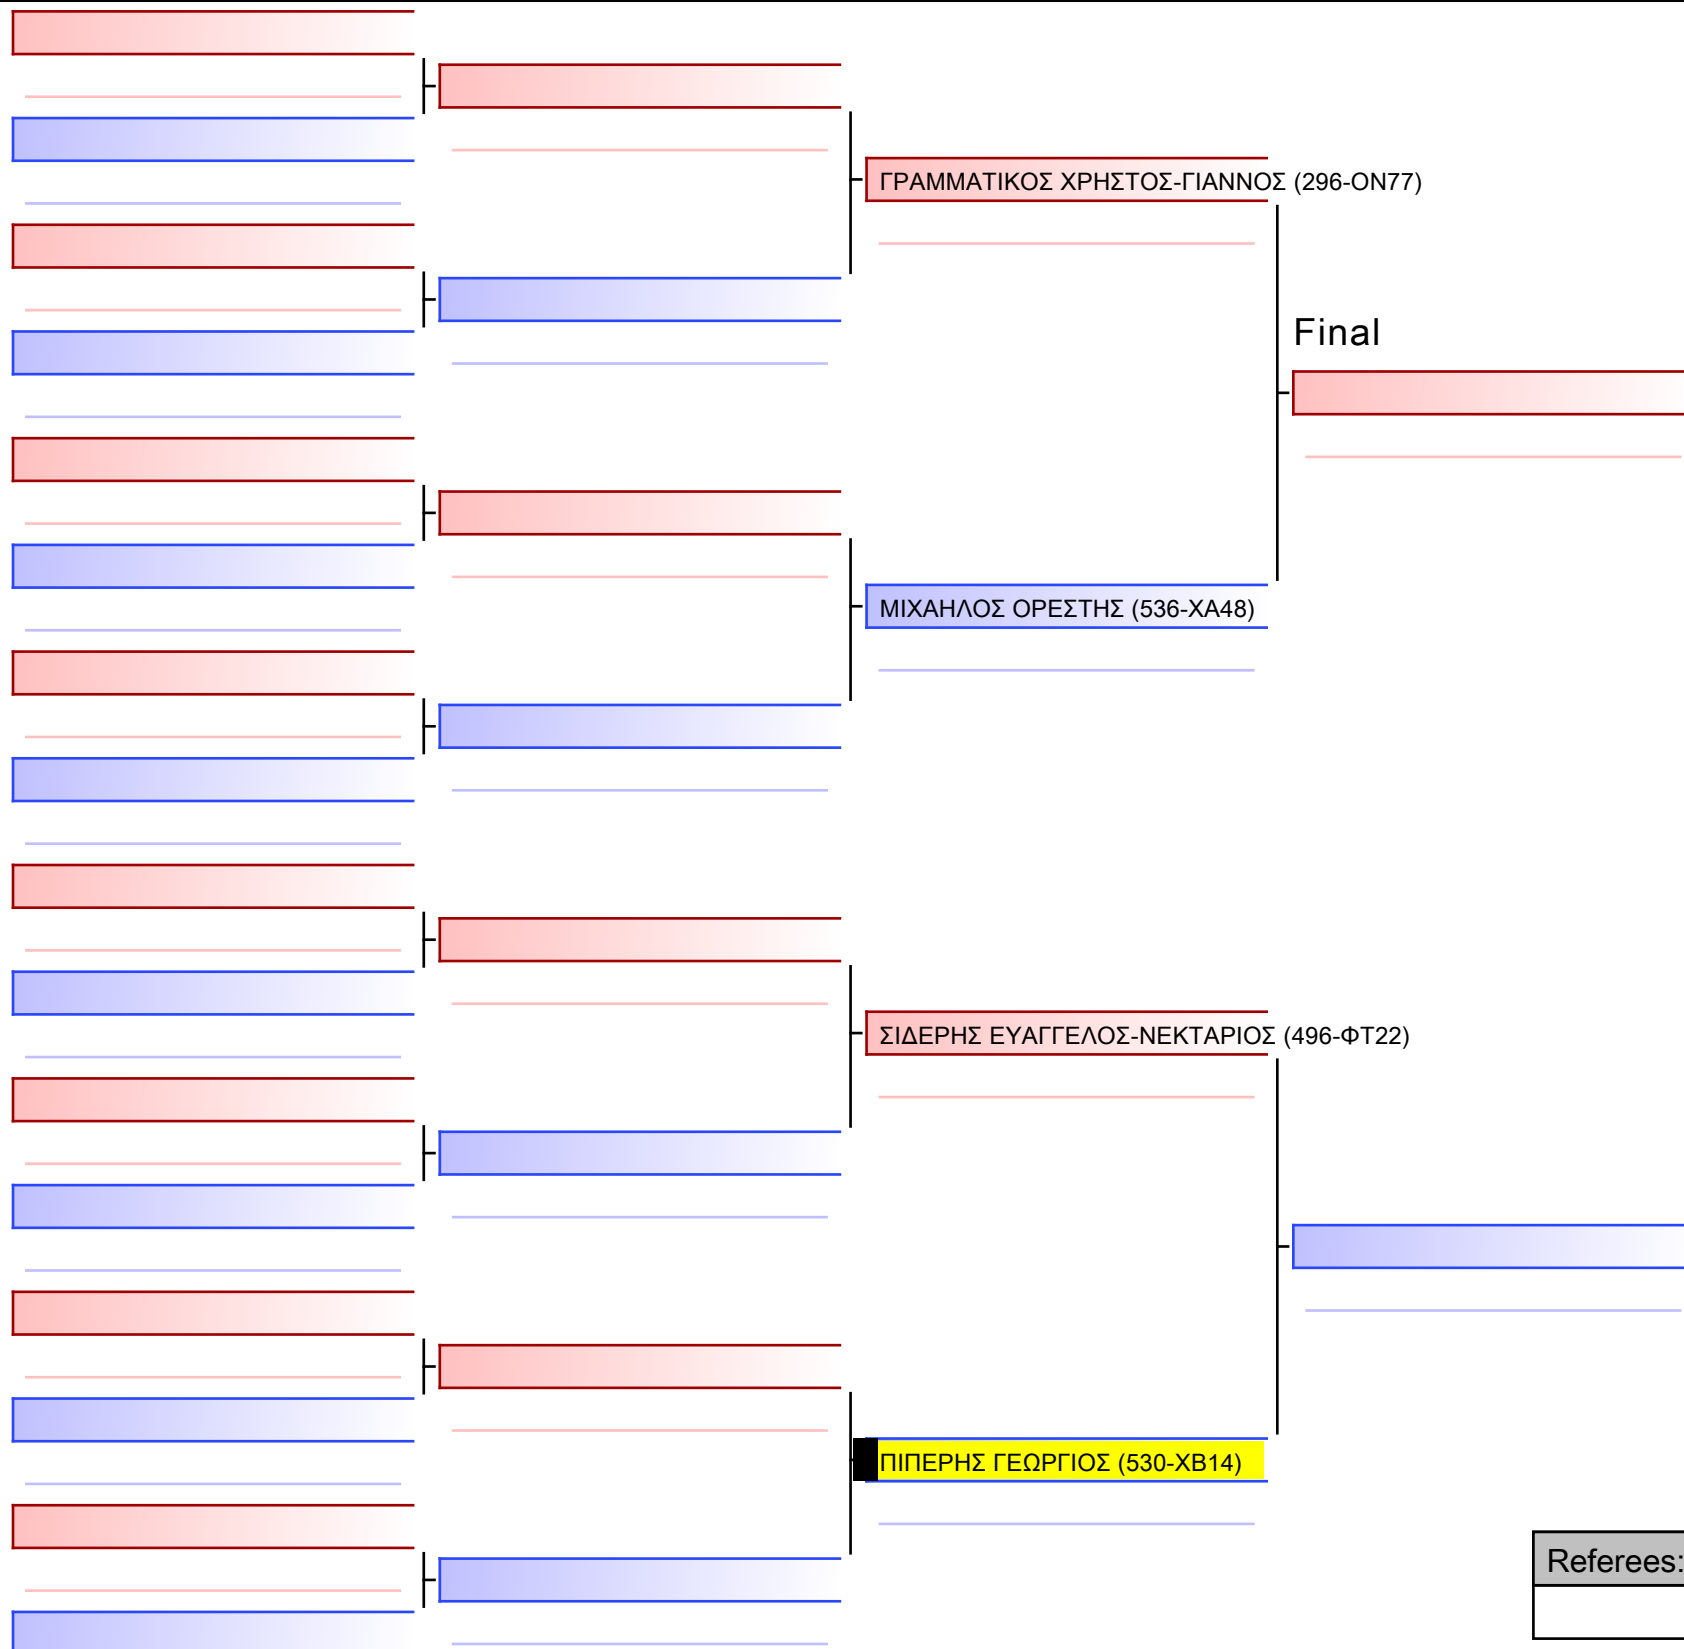 ΓΡΑΜΜΑΤΙΚΟΣ ΧΡΗΣΤΟΣ-ΓΙΑΝΝΟΣ (296-ΟΝ77)
Final
ΜΙΧΑΗΛΟΣ ΟΡΕΣΤΗΣ (536-ΧΑ48)
ΣΙΔΕΡΗΣ ΕΥΑΓΓΕΛΟΣ-ΝΕΚΤΑΡΙΟΣ (496-ΦΤ22)
ΠΙΠΕΡΗΣ ΓΕΩΡΓΙΟΣ (530-ΧΒ14)
Referees: